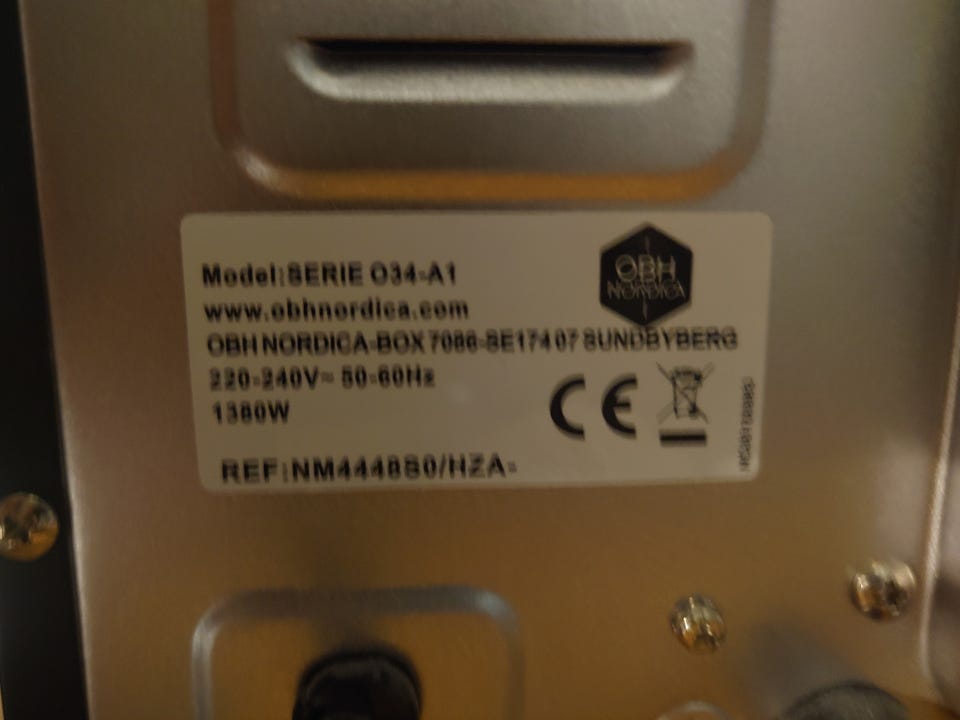 Model:SERIE O34-A1
OBH
NORDICA
www.obhnordica.com
OBH NORDICA-BOX 7086-SE174 07 SUNDBYBERG
220-240V~ 50-60Hz
1380W
CE
REF:NM4448S0/HZA-